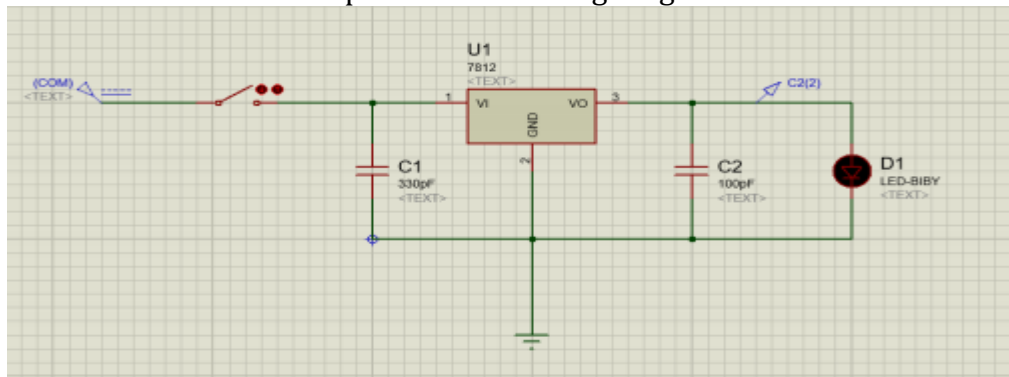 U1
7812
<TEXT>
(COM)
<TEXT>
1
VI
VO
3
C2(2)
GND
2
C1
330pF
<TEXT>
C2
100pF
<TEXT>
D1
LED-BIBY
<TEXT>